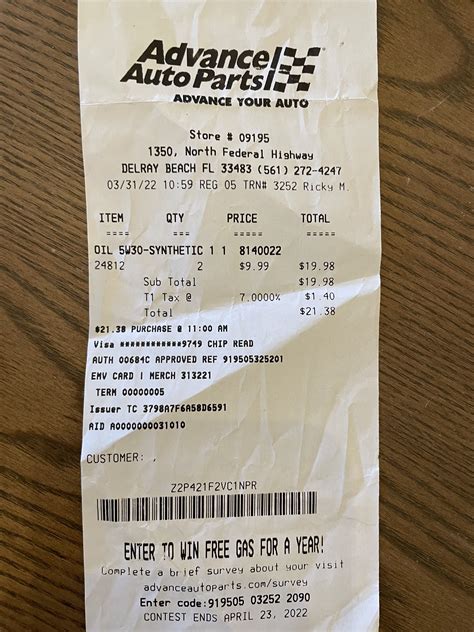 Advance
Auto Parts
ADVANCE YOUR AUTO
Store # 09195
1350, North Federal Highway
DELRAY BEACH FL 33483 (561) 272-4247
03/31/22 10:59 REG 05 TRN# 3252 Ricky M.
ITEM QTY PRICE TOTAL
==== === ===== =====
OIL 5W30-SYNTHETIC 1 1 8140022
24812 2 $9.99 $19.98
Sub Total $19.98
T1 Tax @ 7.0000% $1.40
Total $21.38
$21.38 PURCHASE @ 11:00 AM
Visa ************9749 CHIP READ
AUTH 00684C APPROVED REF 919505325201
EMV CARD | MERCH 313221
TERM 00000005
Issuer TC 3798A7F6A58D6591
AID A0000000031010
CUSTOMER: ,
Z2P421F2VC1NPR
ENTER TO WIN FREE GAS FOR A YEAR!
Complete a brief survey about your visit
advanceautoparts.com/survey
Enter code:919505 03252 2090
CONTEST ENDS APRIL 23, 2022